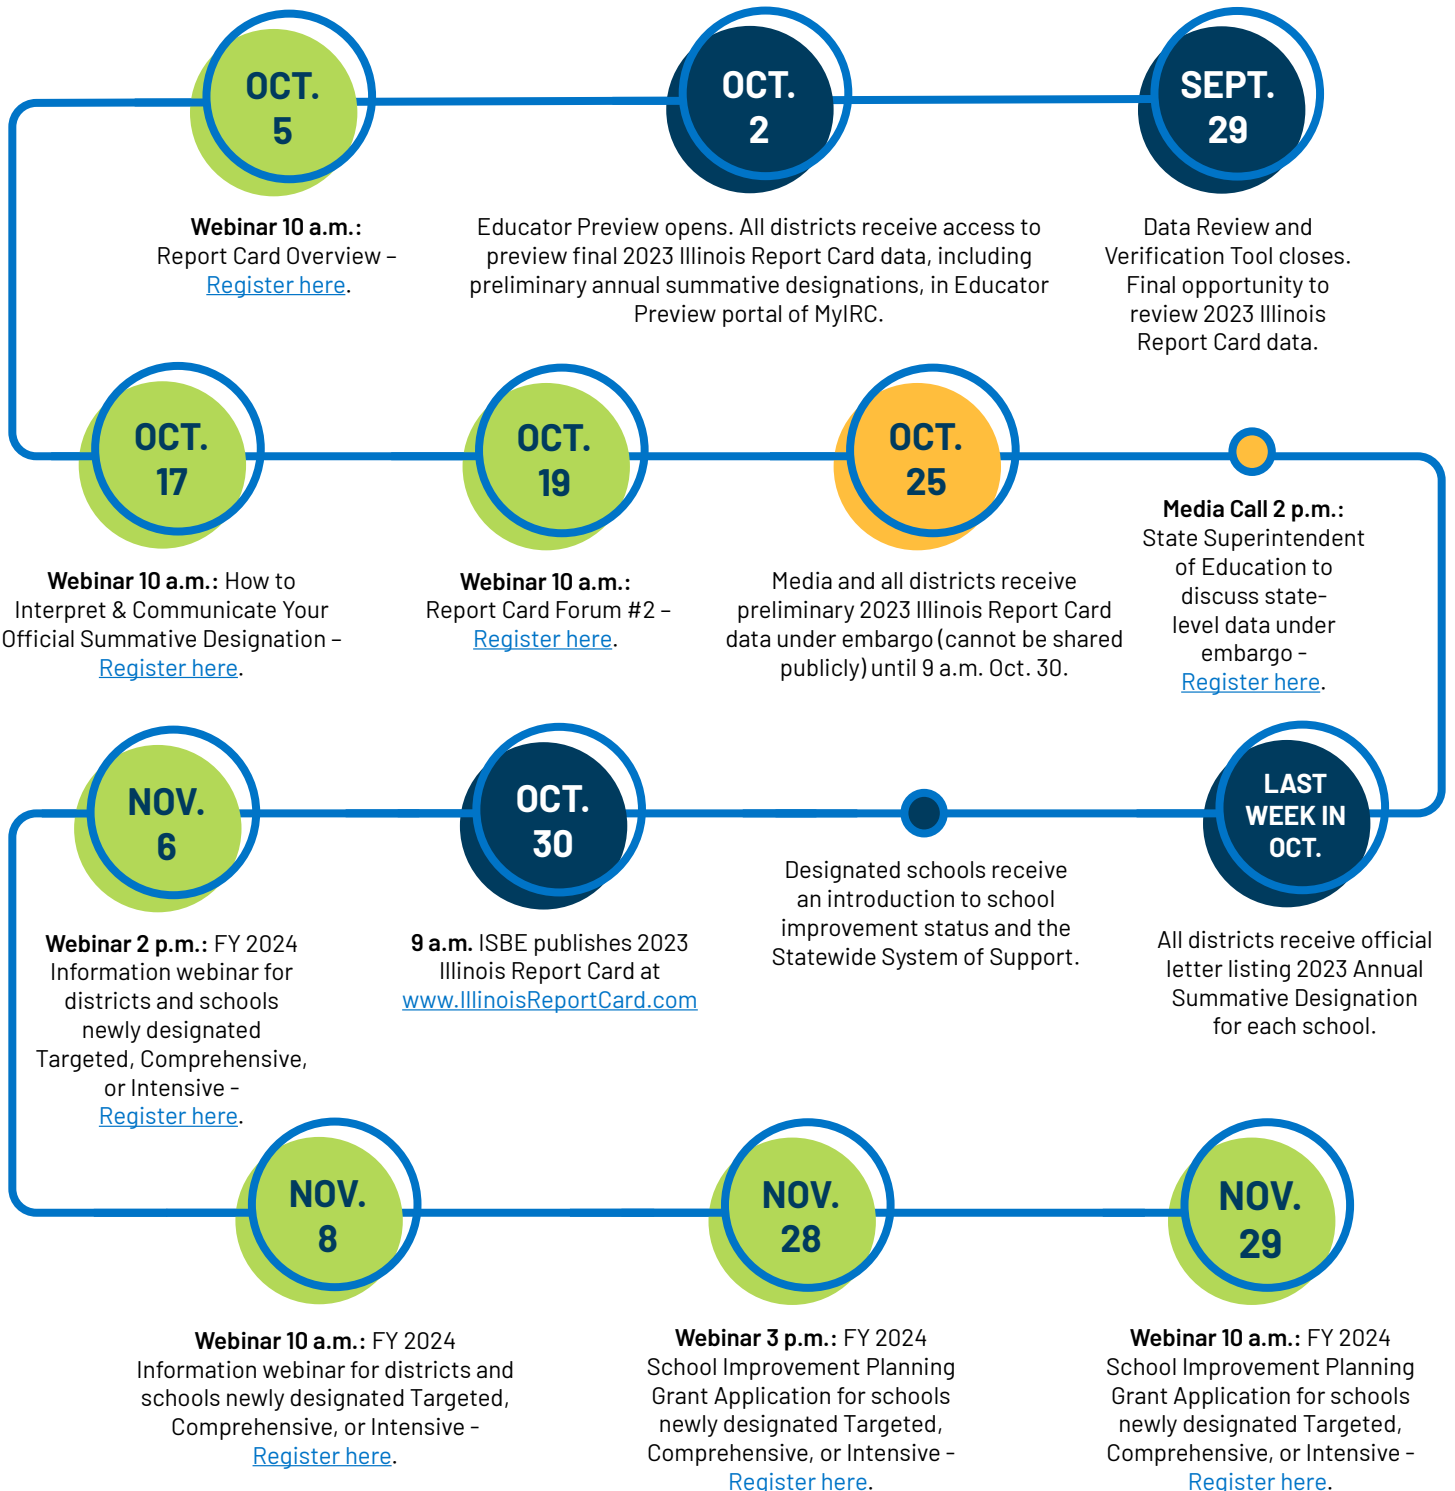 OCT.
5
Webinar 10 a.m.:
Report Card Overview –
Register here.
OCT.
2
Educator Preview opens. All districts receive access to
preview final 2023 Illinois Report Card data, including
preliminary annual summative designations, in Educator
Preview portal of MyIRC.
SEPT.
29
Data Review and
Verification Tool closes.
Final opportunity to
review 2023 Illinois
Report Card data.
OCT.
17
Webinar 10 a.m.: How to
Interpret & Communicate Your
Official Summative Designation –
Register here.
OCT.
19
Webinar 10 a.m.:
Report Card Forum #2 –
Register here.
OCT.
25
Media and all districts receive
preliminary 2023 Illinois Report Card
data under embargo (cannot be shared
publicly) until 9 a.m. Oct. 30.
Media Call 2 p.m.:
State Superintendent
of Education to
discuss state-
level data under
embargo -
Register here.
NOV.
6
Webinar 2 p.m.: FY 2024
Information webinar for
districts and schools
newly designated
Targeted, Comprehensive,
or Intensive -
Register here.
OCT.
30
9 a.m. ISBE publishes 2023
Illinois Report Card at
www.IllinoisReportCard.com
Designated schools receive
an introduction to school
improvement status and the
Statewide System of Support.
LAST
WEEK IN
OCT.
All districts receive official
letter listing 2023 Annual
Summative Designation
for each school.
NOV.
8
Webinar 10 a.m.: FY 2024
Information webinar for districts and
schools newly designated Targeted,
Comprehensive, or Intensive -
Register here.
NOV.
28
Webinar 3 p.m.: FY 2024
School Improvement Planning
Grant Application for schools
newly designated Targeted,
Comprehensive, or Intensive -
Register here.
NOV.
29
Webinar 10 a.m.: FY 2024
School Improvement Planning
Grant Application for schools
newly designated Targeted,
Comprehensive, or Intensive -
Register here.